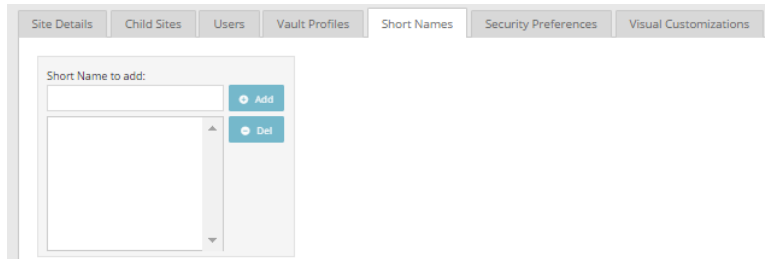 Site Details Child Sites Users Vault Profiles Short Names Security Preferences Visual Customizations
Short Name to add:
Add
Del